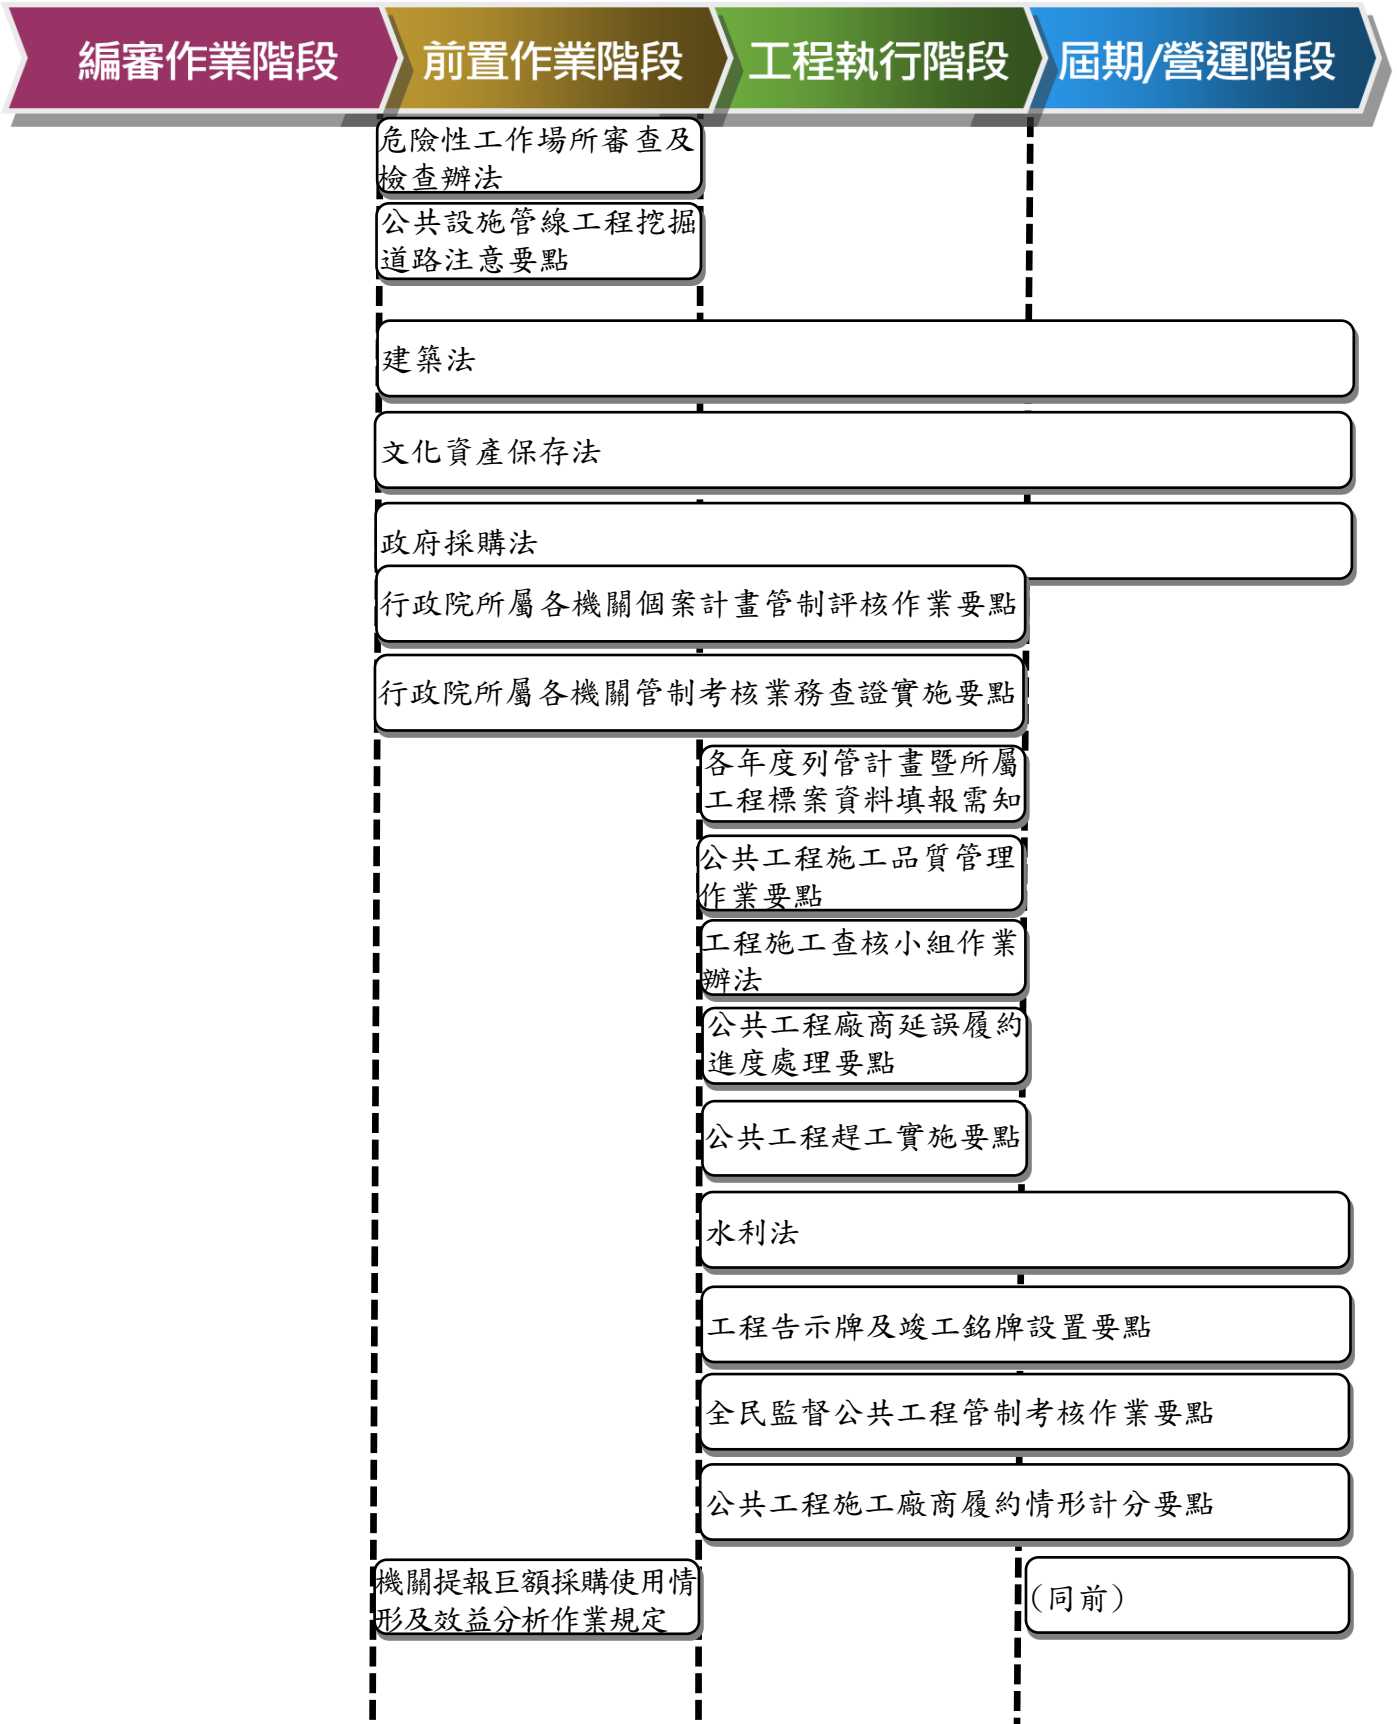 編審作業階段
前置作業階段
工程執行階段
屆期/營運階段
危險性工作場所審查及
檢查辦法
公共設施管線工程挖掘
道路注意要點
建築法
文化資產保存法
政府採購法
行政院所屬各機關個案計畫管制評核作業要點
行政院所屬各機關管制考核業務查證實施要點
各年度列管計畫暨所屬
工程標案資料填報需知
公共工程施工品質管理
作業要點
工程施工查核小組作業
辦法
公共工程廠商延誤履約
進度處理要點
公共工程趕工實施要點
水利法
工程告示牌及竣工銘牌設置要點
全民監督公共工程管制考核作業要點
公共工程施工廠商履約情形計分要點
機關提報巨額採購使用情
形及效益分析作業規定
（同前）